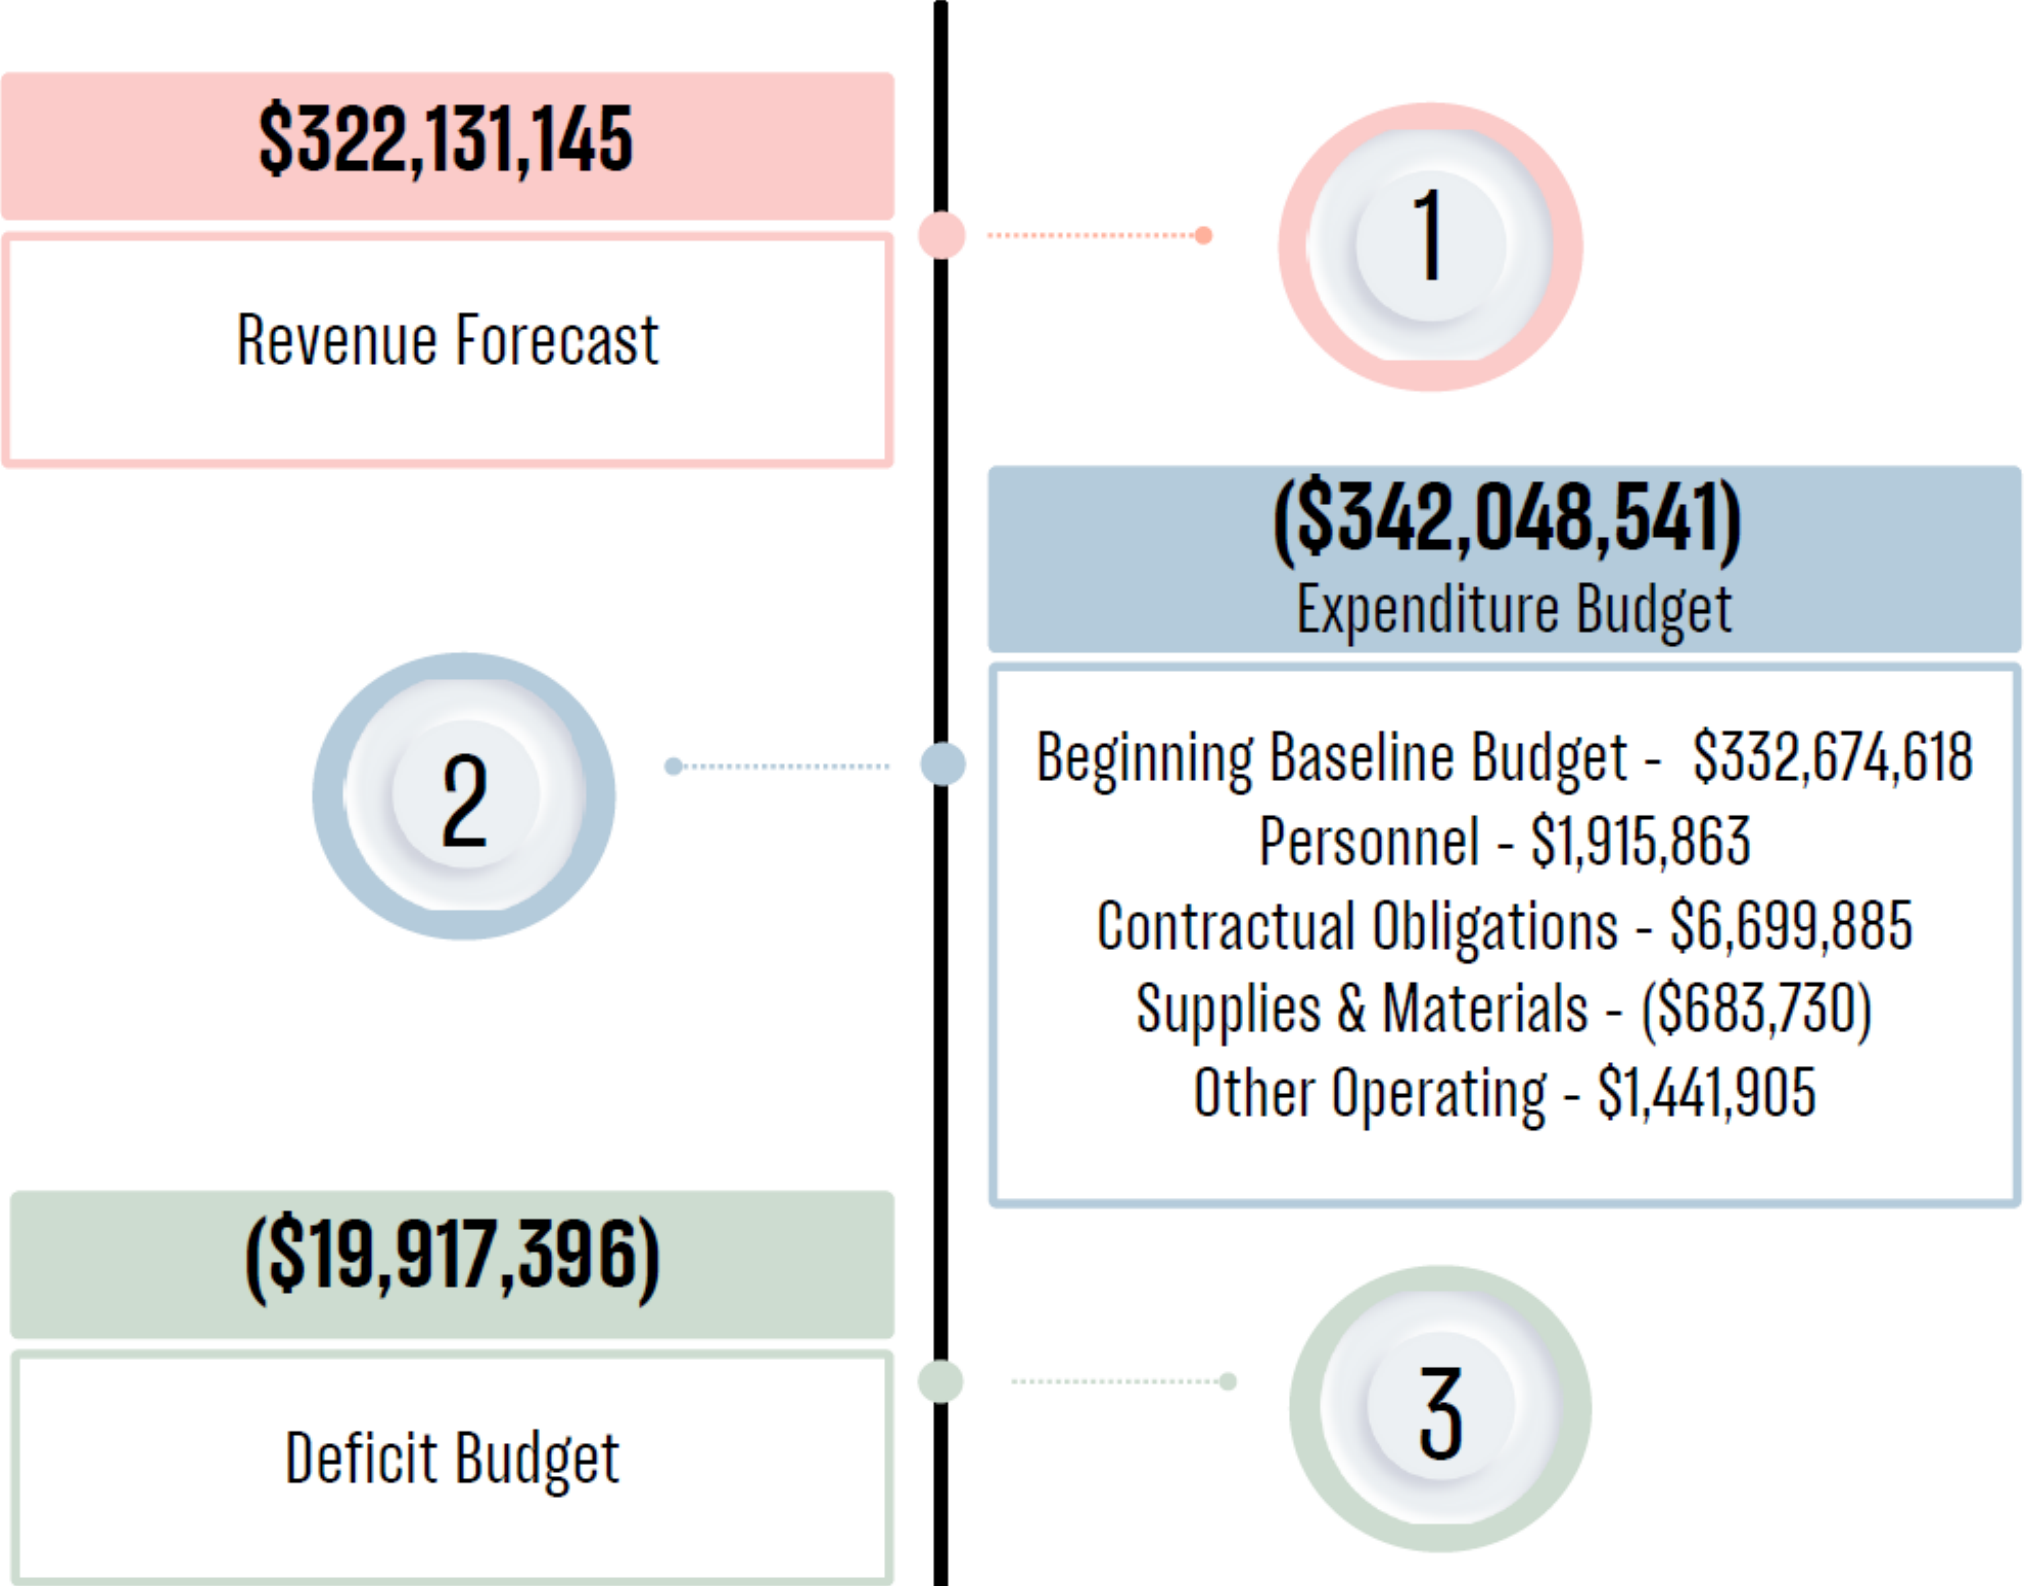 $322,131,145
Revenue Forecast
1
($342,048,541)
Expenditure Budget
2
Beginning Baseline Budget - $332,674,618
Personnel - $1,915,863
Contractual Obligations - $6,699,885
Supplies & Materials - ($683,730)
Other Operating - $1,441,905
($19,917,396)
Deficit Budget
3